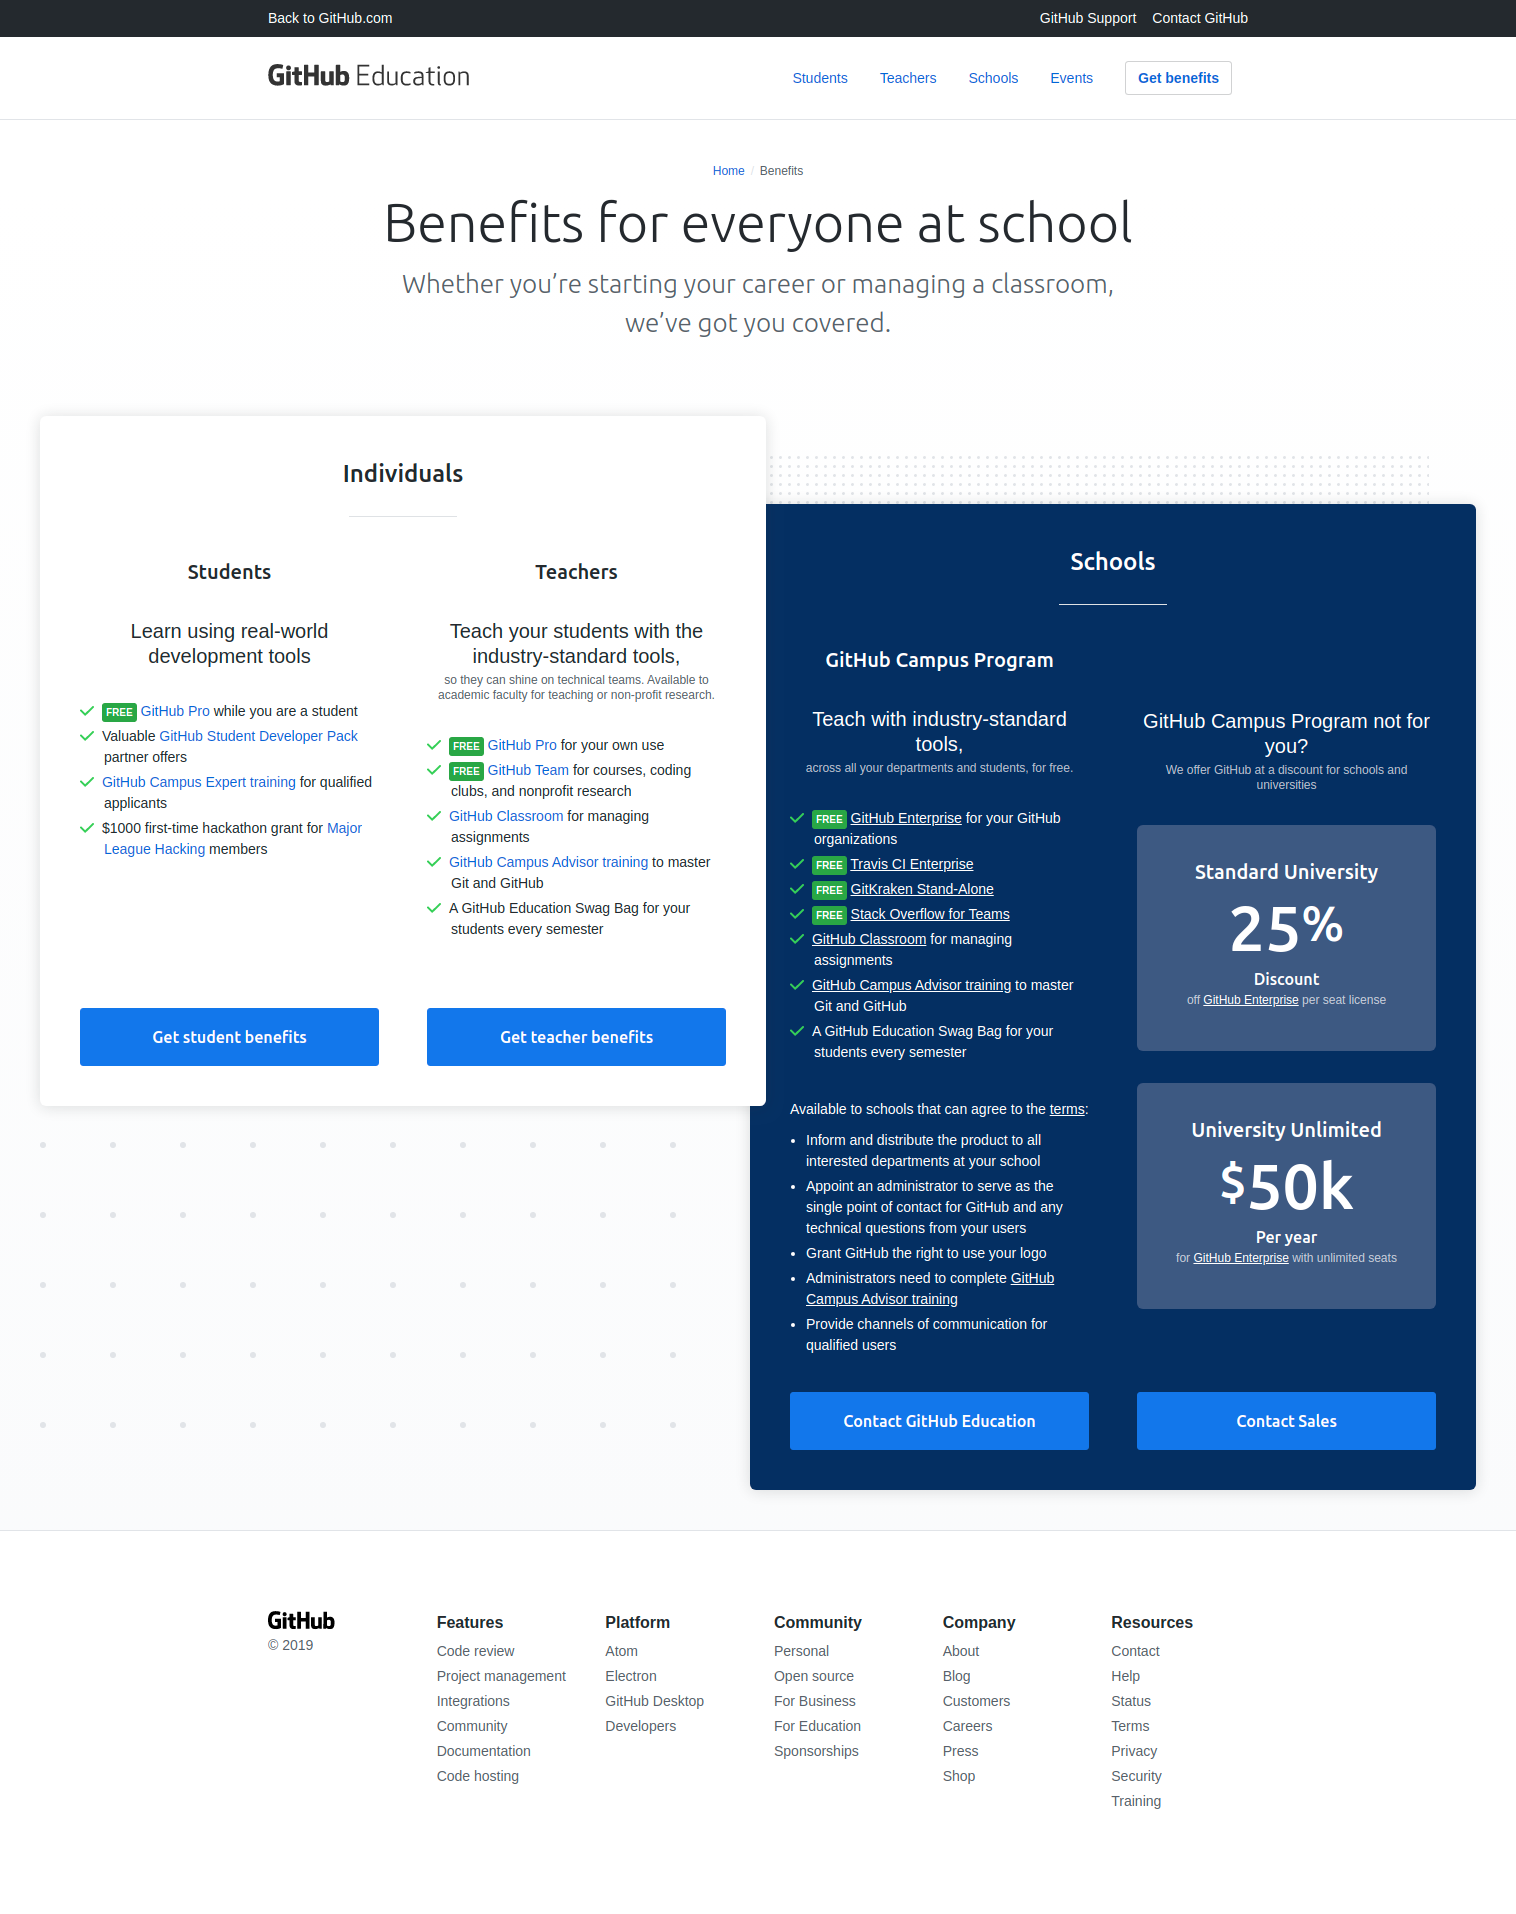 Back to GitHub.com
GitHub Support
Contact GitHub
GitHub Education
Students
Teachers
Schools
Events
Get benefits
Home / Benefits
Benefits for everyone at school
Whether you’re starting your career or managing a classroom,
we’ve got you covered.
Individuals
Students
Learn using real-world
development tools
FREE GitHub Pro while you are a student
Valuable GitHub Student Developer Pack
partner offers
GitHub Campus Expert training for qualified
applicants
$1000 first-time hackathon grant for Major
League Hacking members
Get student benefits
Teachers
Teach your students with the
industry-standard tools,
so they can shine on technical teams. Available to
academic faculty for teaching or non-profit research.
FREE GitHub Pro for your own use
FREE GitHub Team for courses, coding
clubs, and nonprofit research
GitHub Classroom for managing
assignments
GitHub Campus Advisor training to master
Git and GitHub
A GitHub Education Swag Bag for your
students every semester
Get teacher benefits
Schools
GitHub Campus Program
Teach with industry-standard
tools,
across all your departments and students, for free.
FREE GitHub Enterprise for your GitHub
organizations
FREE Travis CI Enterprise
FREE GitKraken Stand-Alone
FREE Stack Overflow for Teams
GitHub Classroom for managing
assignments
GitHub Campus Advisor training to master
Git and GitHub
A GitHub Education Swag Bag for your
students every semester
Available to schools that can agree to the terms:
• Inform and distribute the product to all
interested departments at your school
• Appoint an administrator to serve as the
single point of contact for GitHub and any
technical questions from your users
• Grant GitHub the right to use your logo
• Administrators need to complete GitHub
Campus Advisor training
• Provide channels of communication for
qualified users
Contact GitHub Education
GitHub Campus Program not for
you?
We offer GitHub at a discount for schools and
universities
Standard University
25%
Discount
off GitHub Enterprise per seat license
University Unlimited
$50k
Per year
for GitHub Enterprise with unlimited seats
Contact Sales
GitHub
© 2019
Features
Code review
Project management
Integrations
Community
Documentation
Code hosting
Platform
Atom
Electron
GitHub Desktop
Developers
Community
Personal
Open source
For Business
For Education
Sponsorships
Company
About
Blog
Customers
Careers
Press
Shop
Resources
Contact
Help
Status
Terms
Privacy
Security
Training